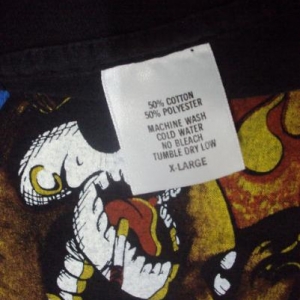 50% COTTON
50% POLYESTER
MACHINE WASH
COLD WATER
NO BLEACH
TUMBLE DRY LOW
X-LARGE